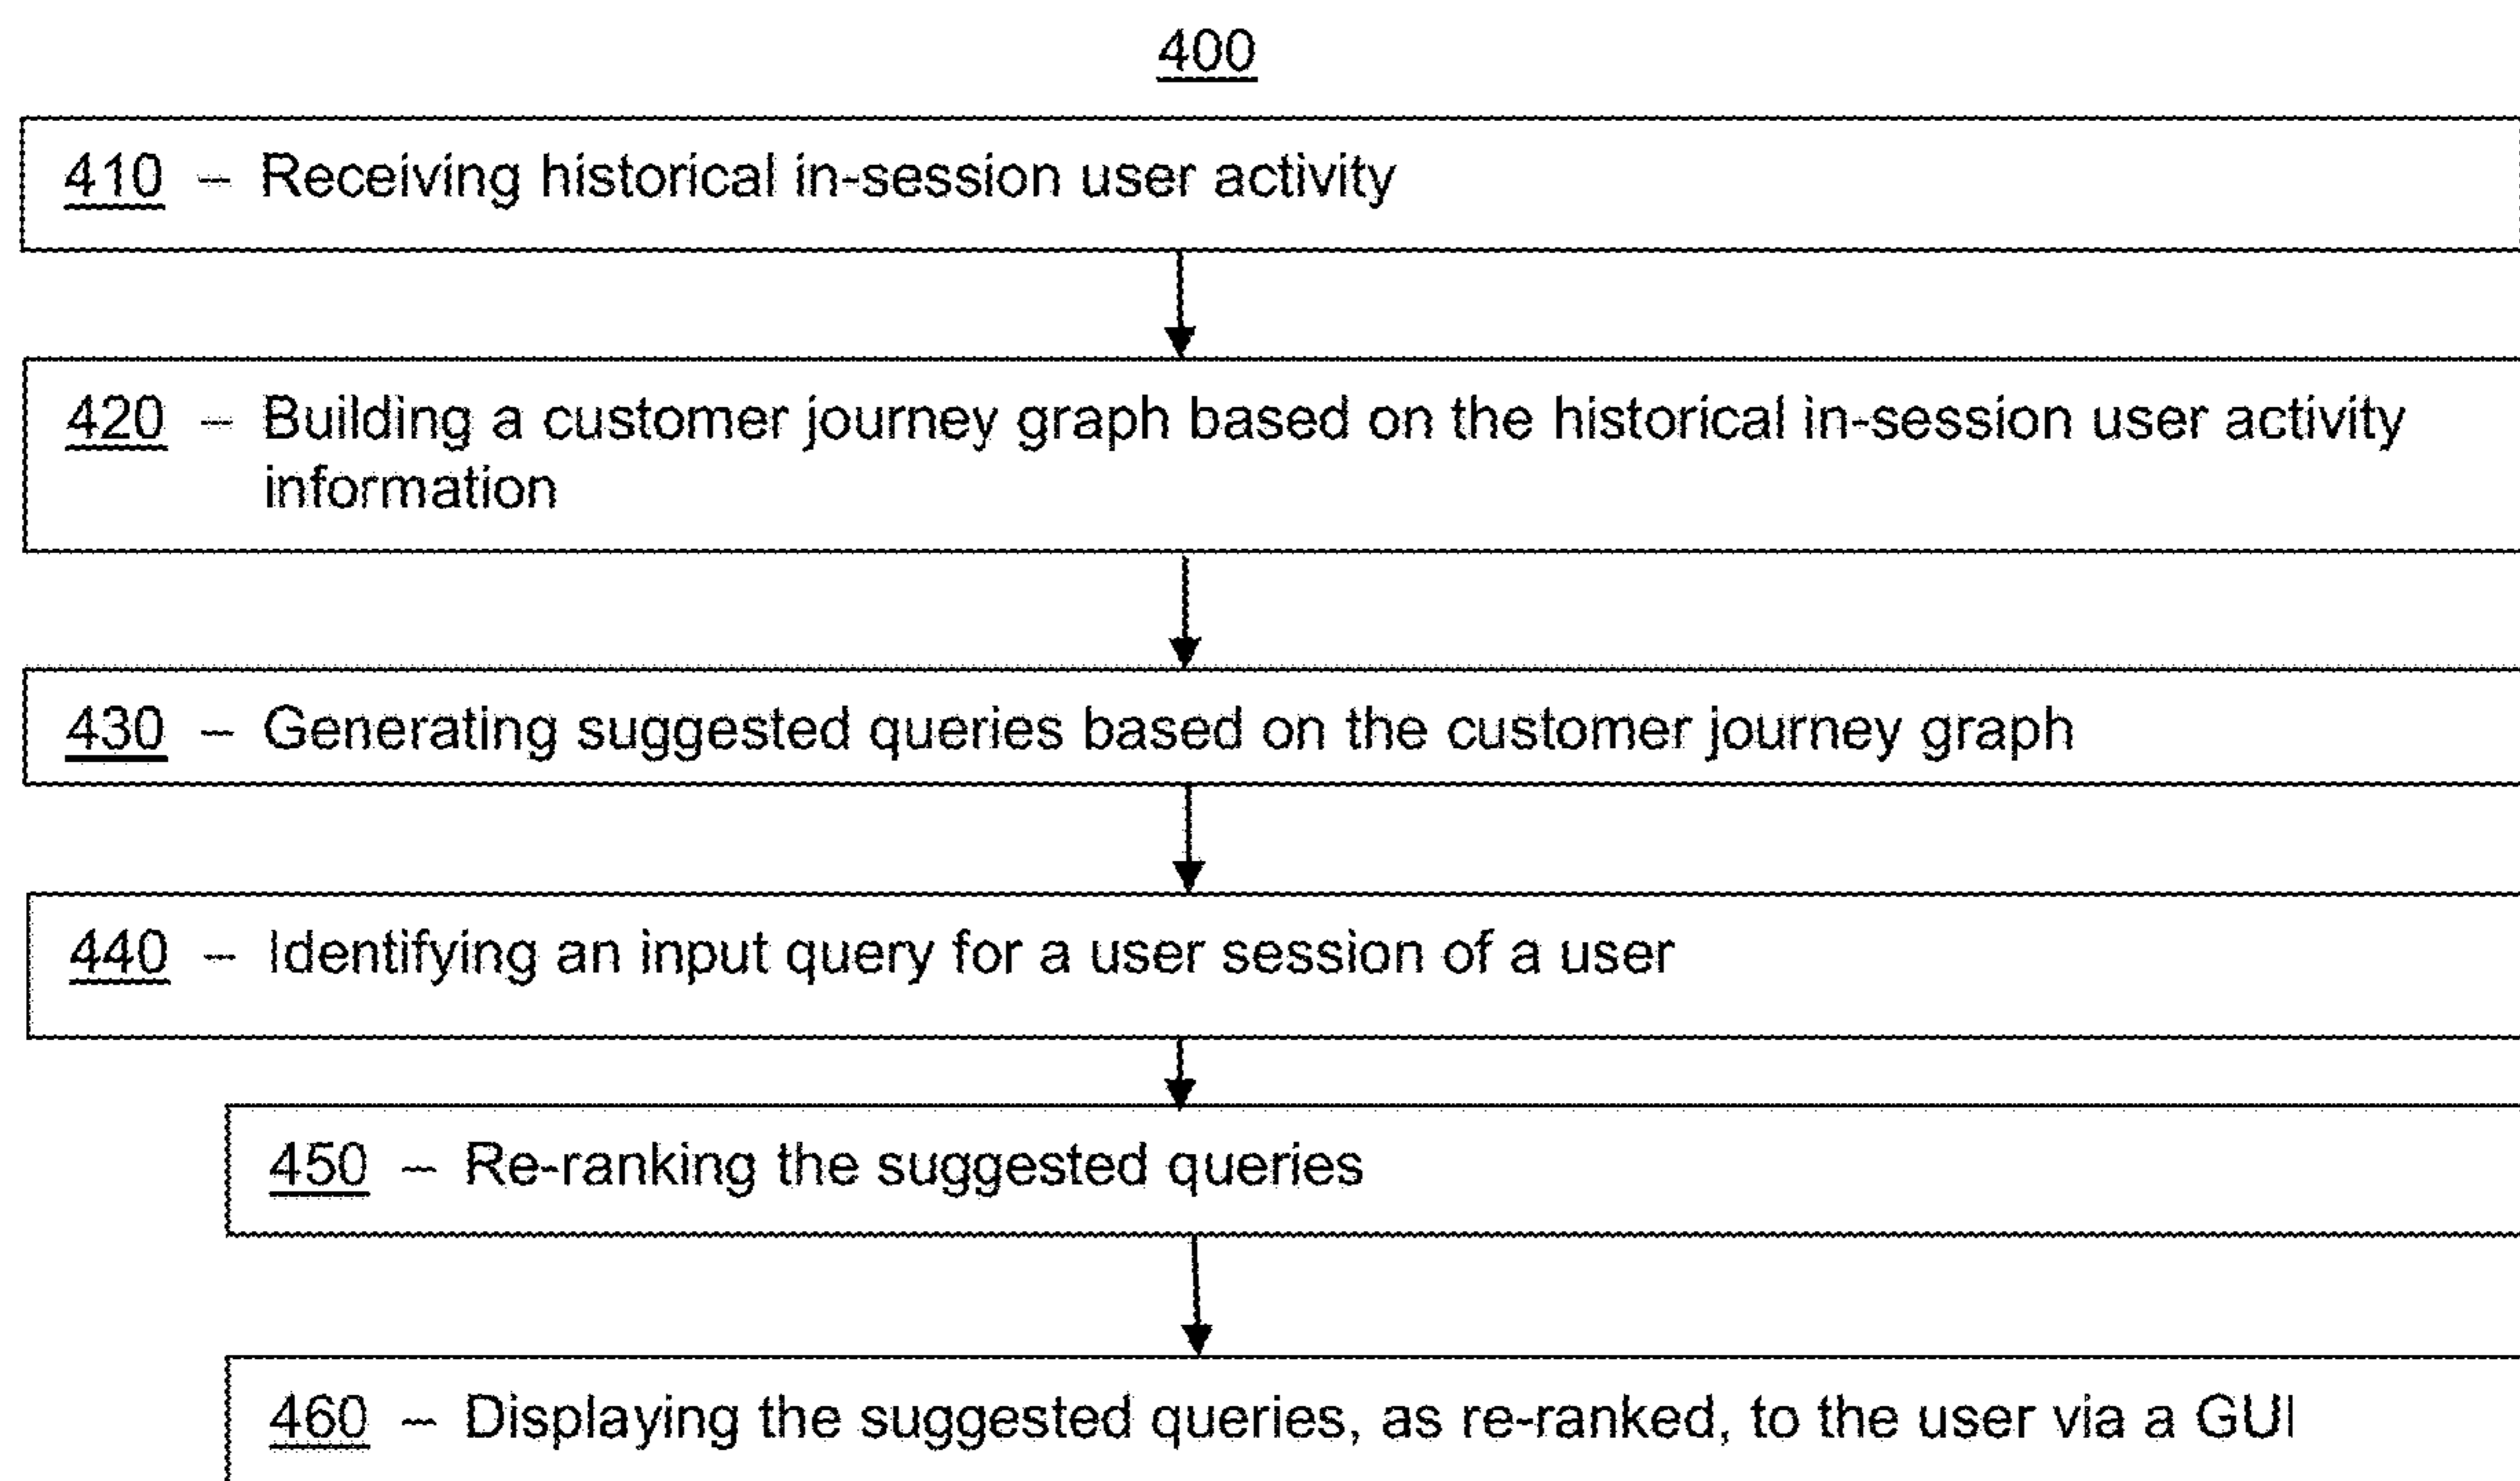 400
410 – Receiving historical in-session user activity
420 – Building a customer journey graph based on the historical in-session user activity
information
430 – Generating suggested queries based on the customer journey graph
440 – Identifying an input query for a user session of a user
450 – Re-ranking the suggested queries
460 – Displaying the suggested queries, as re-ranked, to the user via a GUI